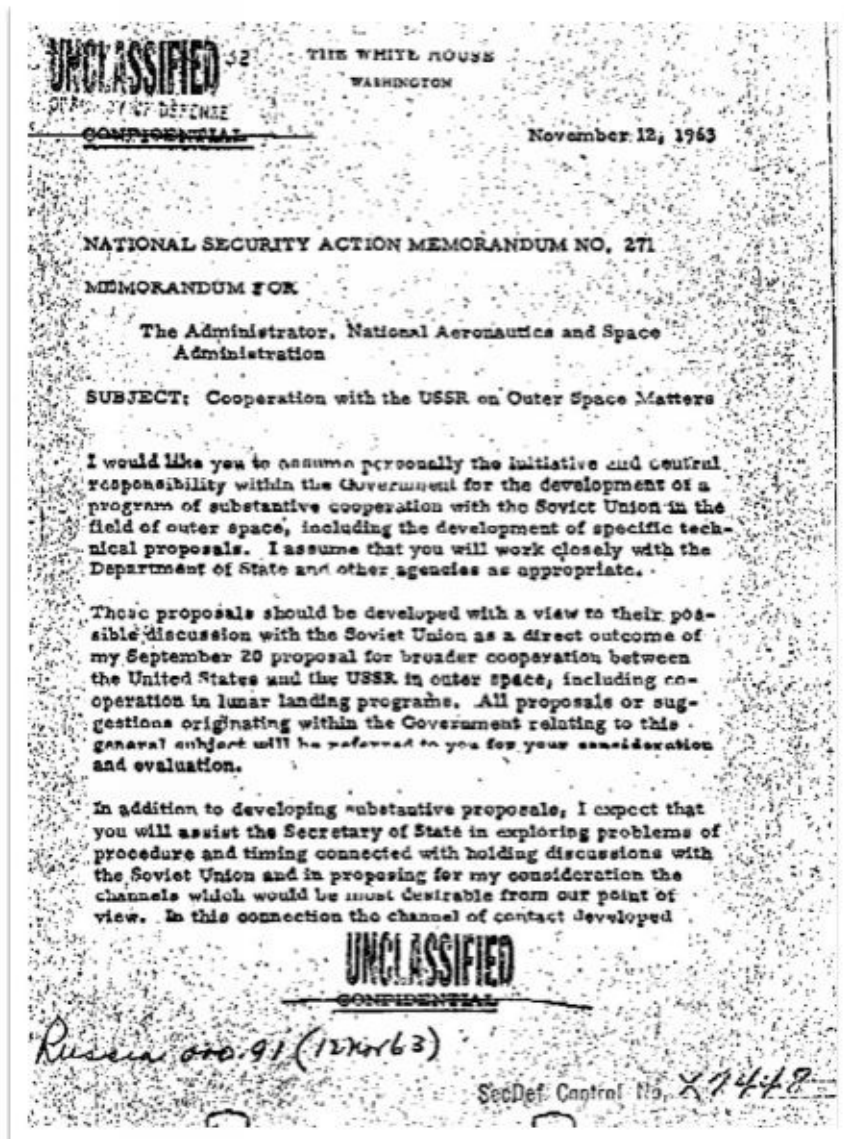 UNCLASSIFIED
THE WHITE HOUSE
WASHINGTON
OF DEFENSE
CONFIDENTIAL
November 12, 1963
NATIONAL SECURITY ACTION MEMORANDUM NO. 271
MEMORANDUM FOR
The Administrator, National Aeronautics and Space
Administration
SUBJECT: Cooperation with the USSR on Outer Space Matters
I would like you to assume personally the initiative and central
responsibility within the Government for the development of a
program of substantive cooperation with the Soviet Union in the
field of outer space, including the development of specific tech-
nical proposals. I assume that you will work closely with the
Department of State and other agencies as appropriate.
These proposals should be developed with a view to their pos-
sible discussion with the Soviet Union as a direct outcome of
my September 20 proposal for broader cooperation between
the United States and the USSR in outer space, including co-
operation in lunar landing programs. All proposals or sug-
gestions originating within the Government relating to this
general subject will be referred to you for your consideration
and evaluation.
In addition to developing substantive proposals, I expect that
you will assist the Secretary of State in exploring problems of
procedure and timing connected with holding discussions with
the Soviet Union and in proposing for my consideration the
channels which would be most desirable from our point of
view. In this connection the channel of contact developed
UNCLASSIFIED
CONFIDENTIAL
Russia 000.91 (12 Nov 63)
SecDef Control No.